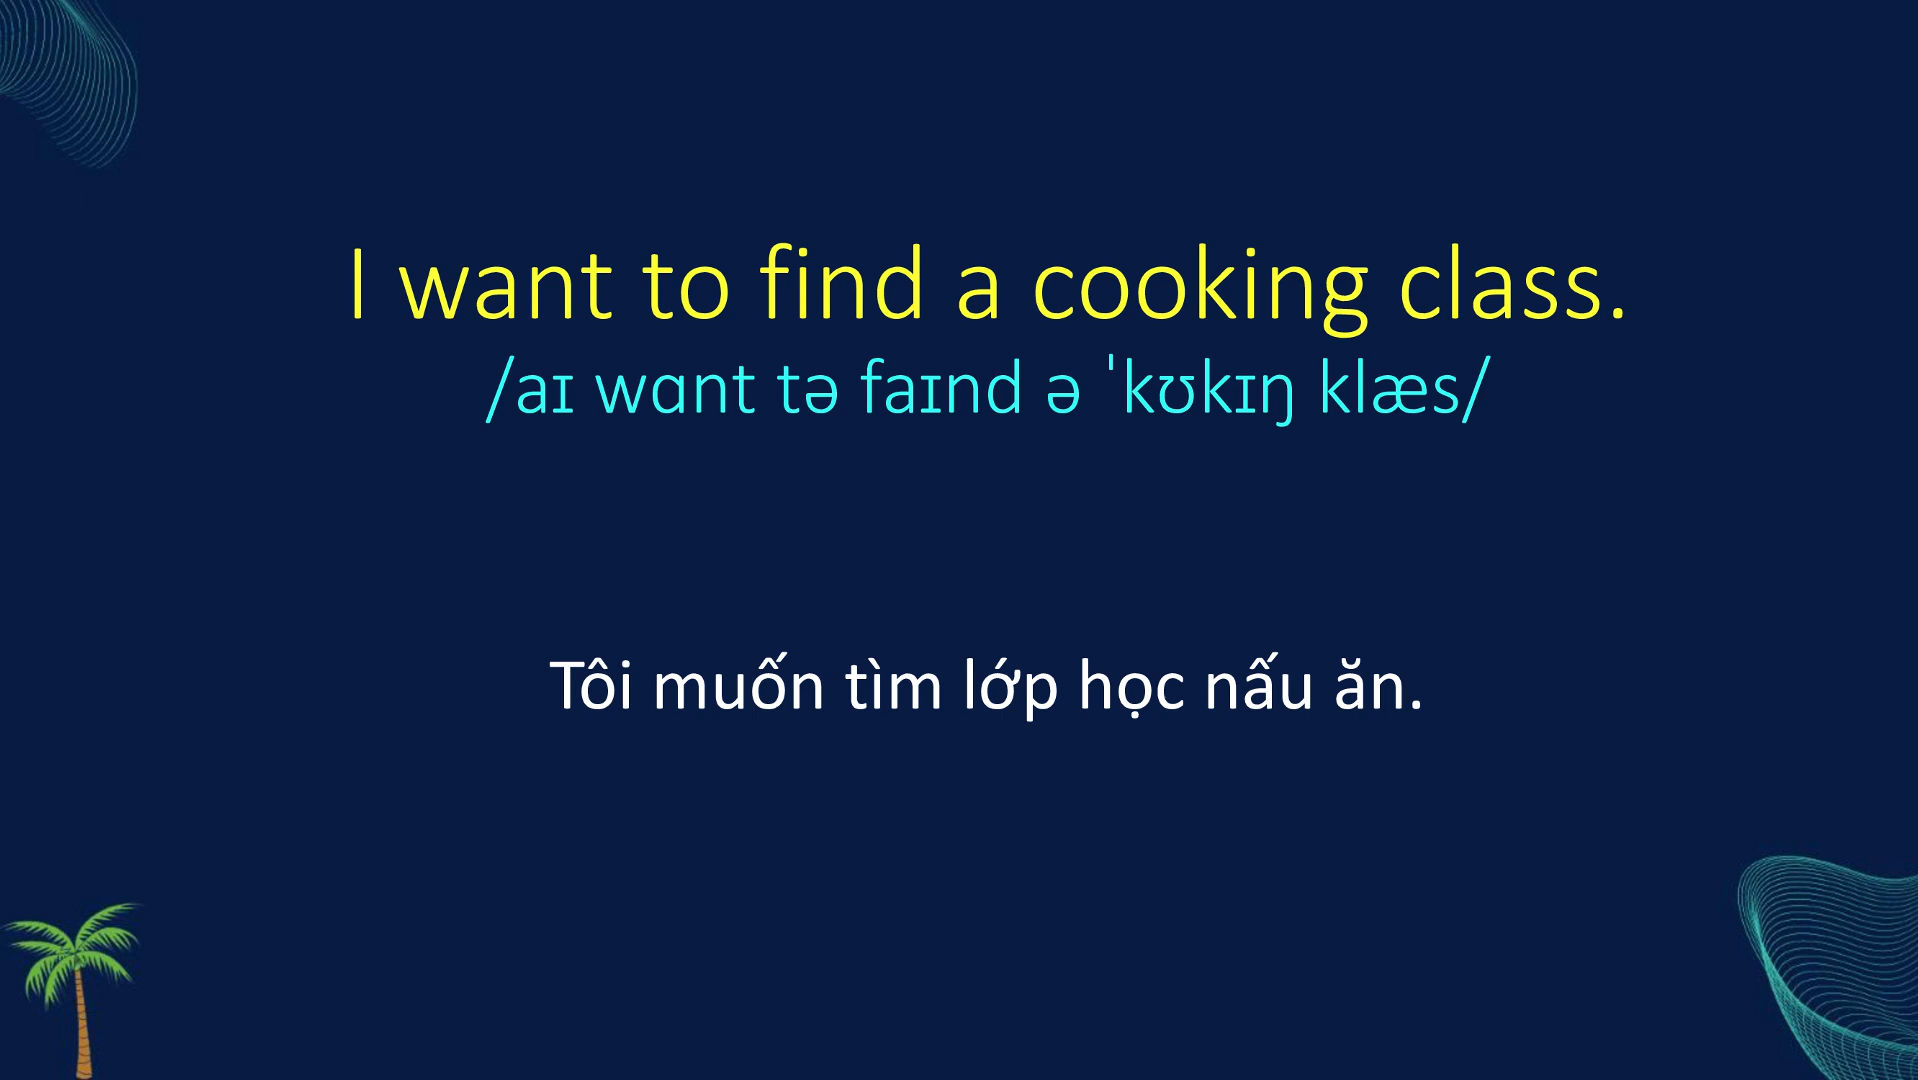 I want to find a cooking class.
/aɪ wɑnt tə faɪnd ə ˈkʊkɪŋ klæs/
Tôi muốn tìm lớp học nấu ăn.